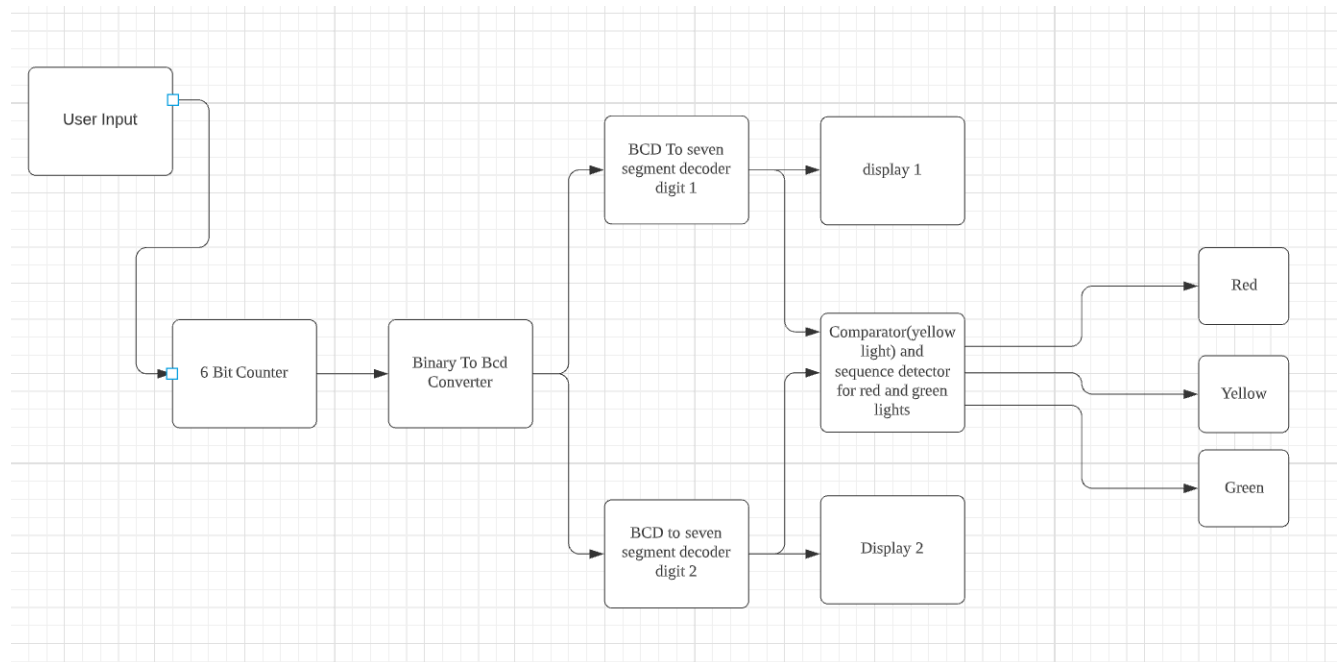 User Input
6 Bit Counter
Binary To Bcd
Converter
BCD To seven
segment decoder
digit 1
display 1
Comparator(yellow
light) and
sequence detector
for red and green
lights
BCD to seven
segment decoder
digit 2
Display 2
Red
Yellow
Green